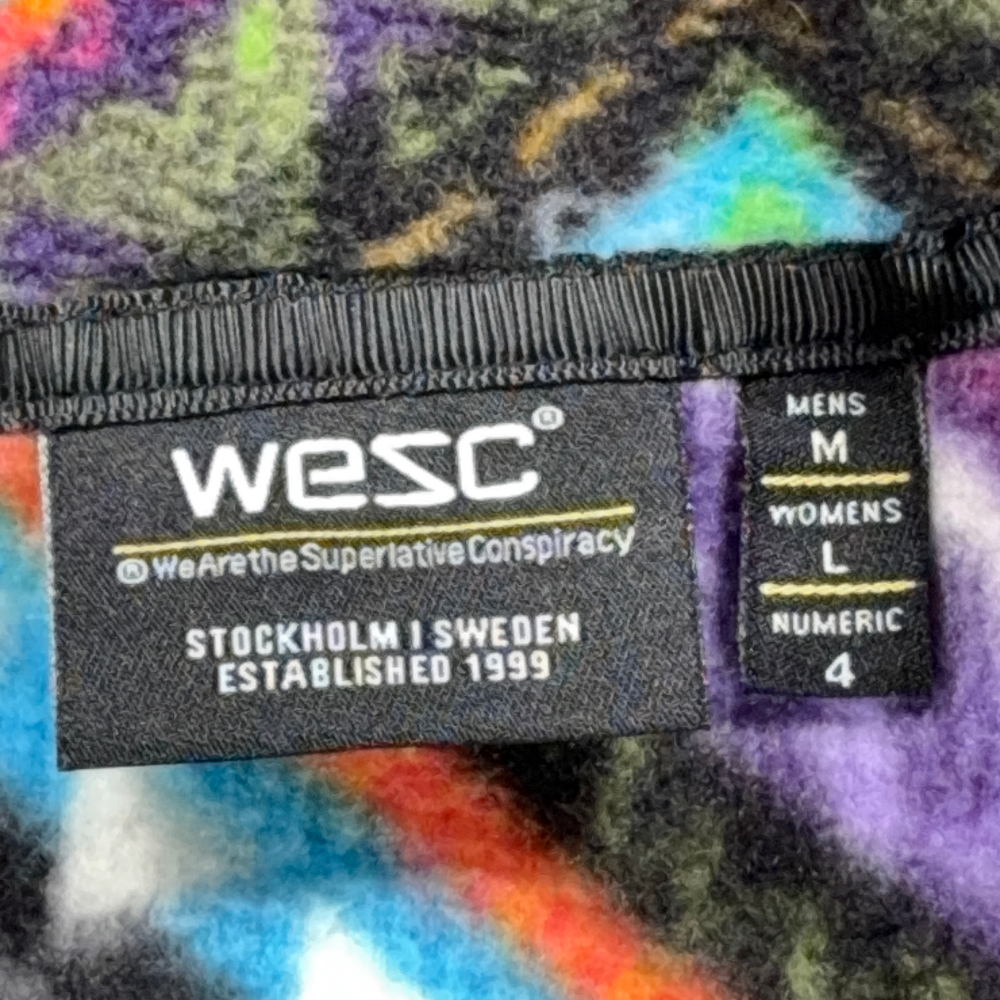 wesc®
® WeAretheSuperlativeConspiracy
STOCKHOLM | SWEDEN
ESTABLISHED 1999
MENS
M
WOMENS
L
NUMERIC
4